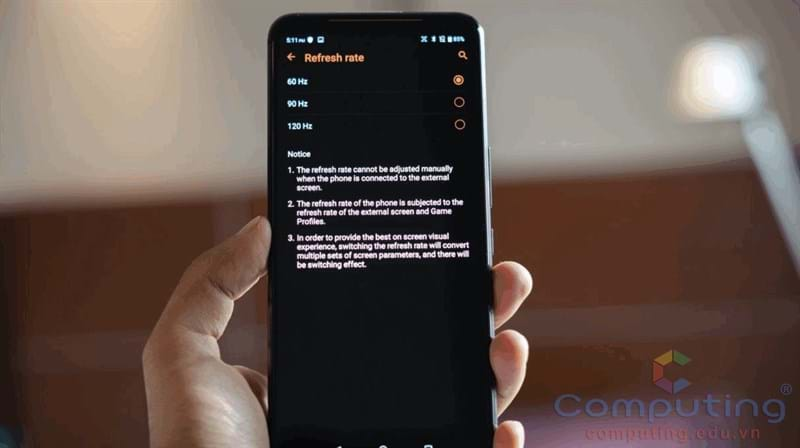 5:11 PM 85%
Refresh rate
60 Hz
90 Hz
120 Hz
Notice
1. The refresh rate cannot be adjusted manually
when the phone is connected to the external
screen.
2. The refresh rate of the phone is subjected to the
refresh rate of the external screen and Game
Profiles.
3. In order to provide the best on screen visual
experience, switching the refresh rate will convert
multiple sets of screen parameters, and there will
be switching effect.
Computing®
computing.edu.vn